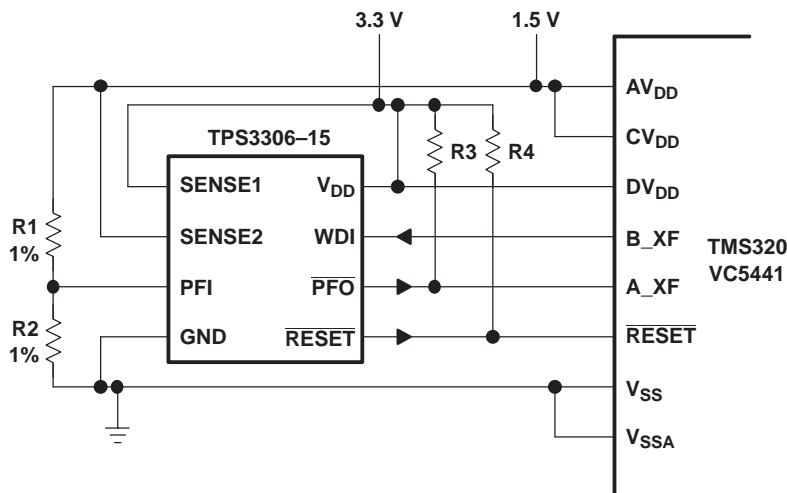 3.3 V
1.5 V
TPS3306–15
SENSE1
SENSE2
PFI
GND
VDD
WDI
PFO
RESET
R1
1%
R2
1%
R3
R4
AVDD
CVDD
DVDD
B_XF
A_XF
RESET
VSS
VSSA
TMS320
VC5441